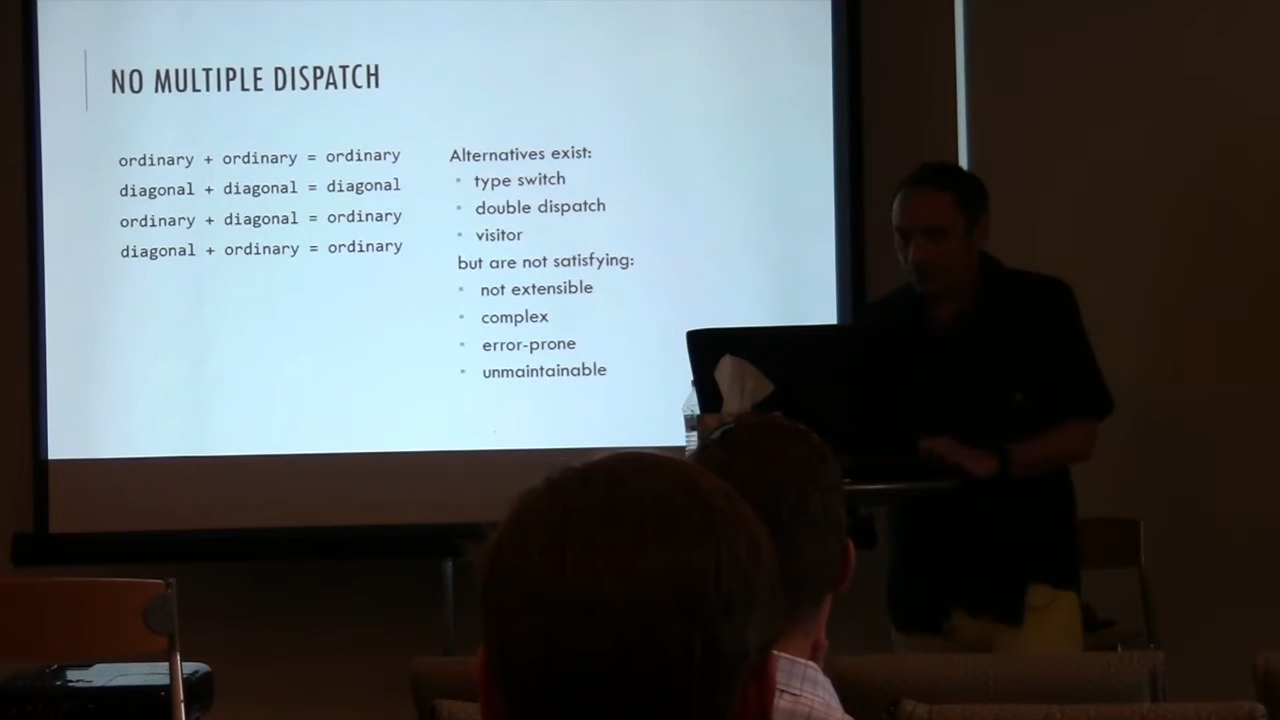 NO MULTIPLE DISPATCH
ordinary + ordinary = ordinary
diagonal + diagonal = diagonal
ordinary + diagonal = ordinary
diagonal + ordinary = ordinary
Alternatives exist:
type switch
double dispatch
visitor
but are not satisfying:
not extensible
complex
error-prone
unmaintainable